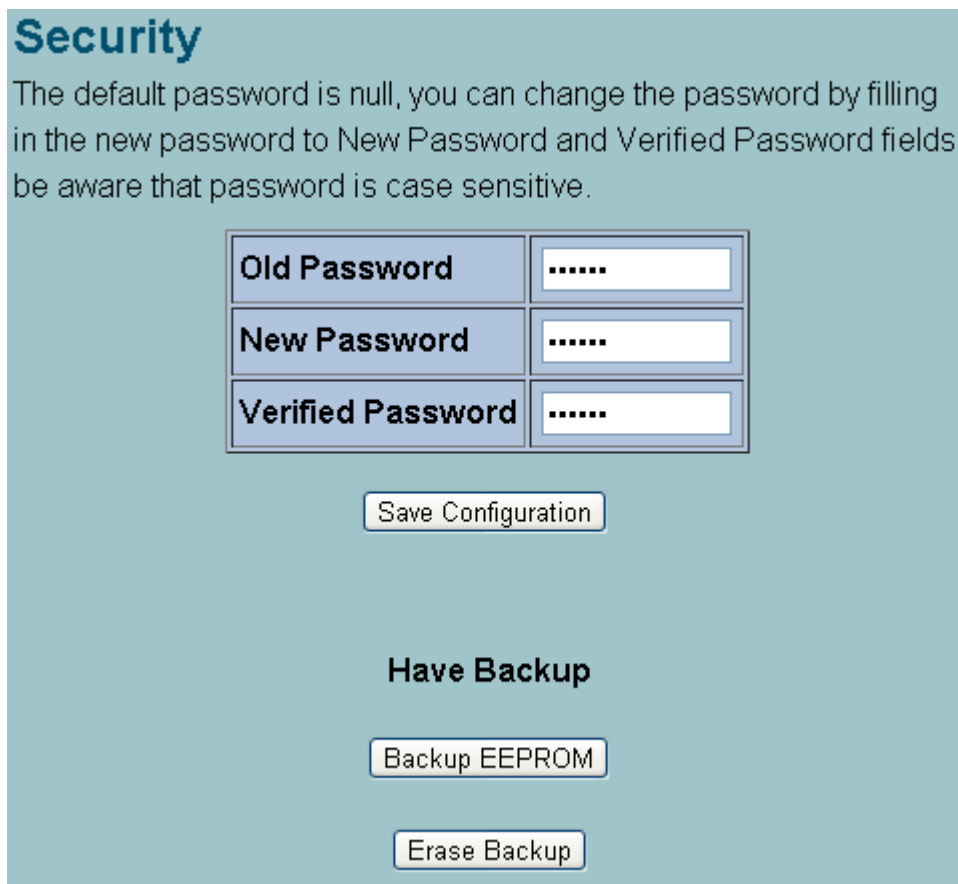 Security
The default password is null, you can change the password by filling
in the new password to New Password and Verified Password fields
be aware that password is case sensitive.
Old Password ••••••
New Password ••••••
Verified Password ••••••
Save Configuration
Have Backup
Backup EEPROM
Erase Backup